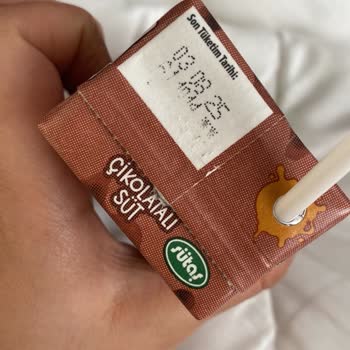 Son Tüketim Tarihi:
03 08 25
ÇİKOLATALI
SÜT
sütaş